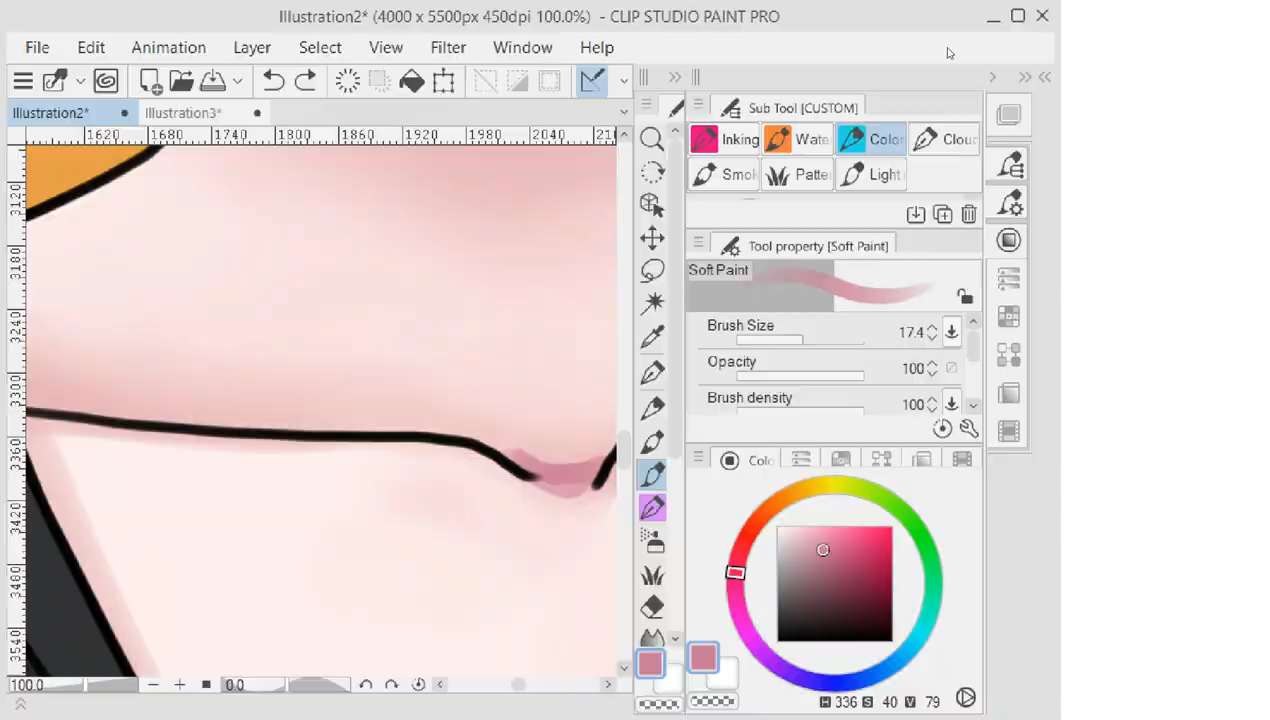 Illustration2* (4000 x 5500px 450dpi 100.0%) - CLIP STUDIO PAINT PRO
File Edit Animation Layer Select View Filter Window Help
Illustration2* Illustration3*
1620 1680 1740 1800 1860 1920 1980 2040 21
3120
3180
3240
3300
3360
3420
3480
3540
Sub Tool [CUSTOM]
Inking Wate Color Clou
Smok Patte Light
Tool property [Soft Paint]
Soft Paint
Brush Size 17.4
Opacity 100
Brush density 100
Colo
100.0 0.0
H 336 S 40 V 79